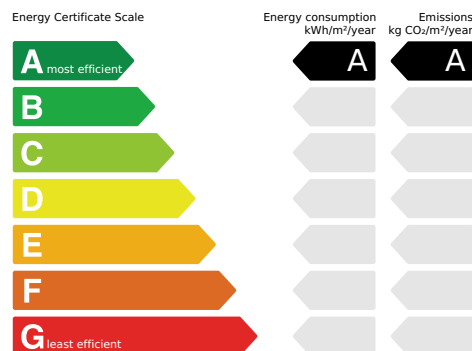 Energy Certificate Scale
Energy consumption
kWh/m²/year
Emissions
kg CO₂/m²/year
A most efficient
A
A
B
C
D
E
F
G least efficient